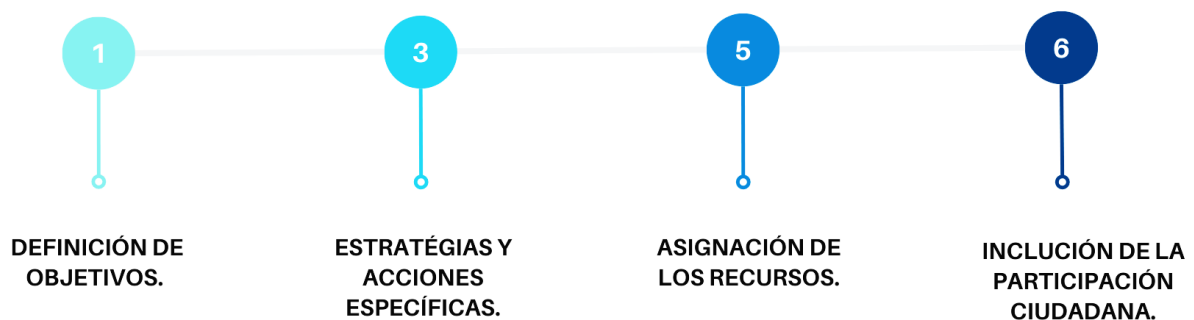 1
3
5
6
DEFINICIÓN DE
OBJETIVOS.
ESTRATÉGIAS Y
ACCIONES
ESPECÍFICAS.
ASIGNACIÓN DE
LOS RECURSOS.
INCLUCIÓN DE LA
PARTICIPACIÓN
CIUDADANA.